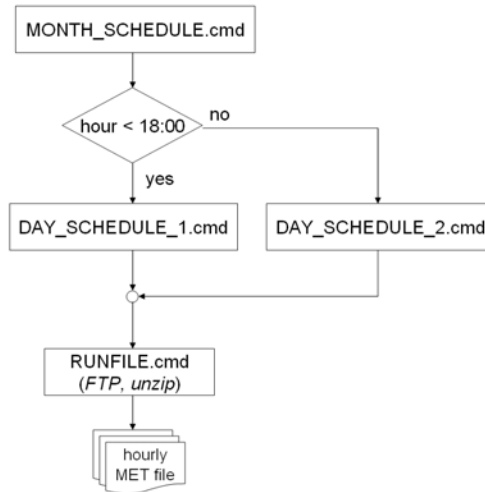 MONTH_SCHEDULE.cmd
hour < 18:00
no
yes
DAY_SCHEDULE_1.cmd
DAY_SCHEDULE_2.cmd
RUNFILE.cmd
(FTP, unzip)
hourly
MET file